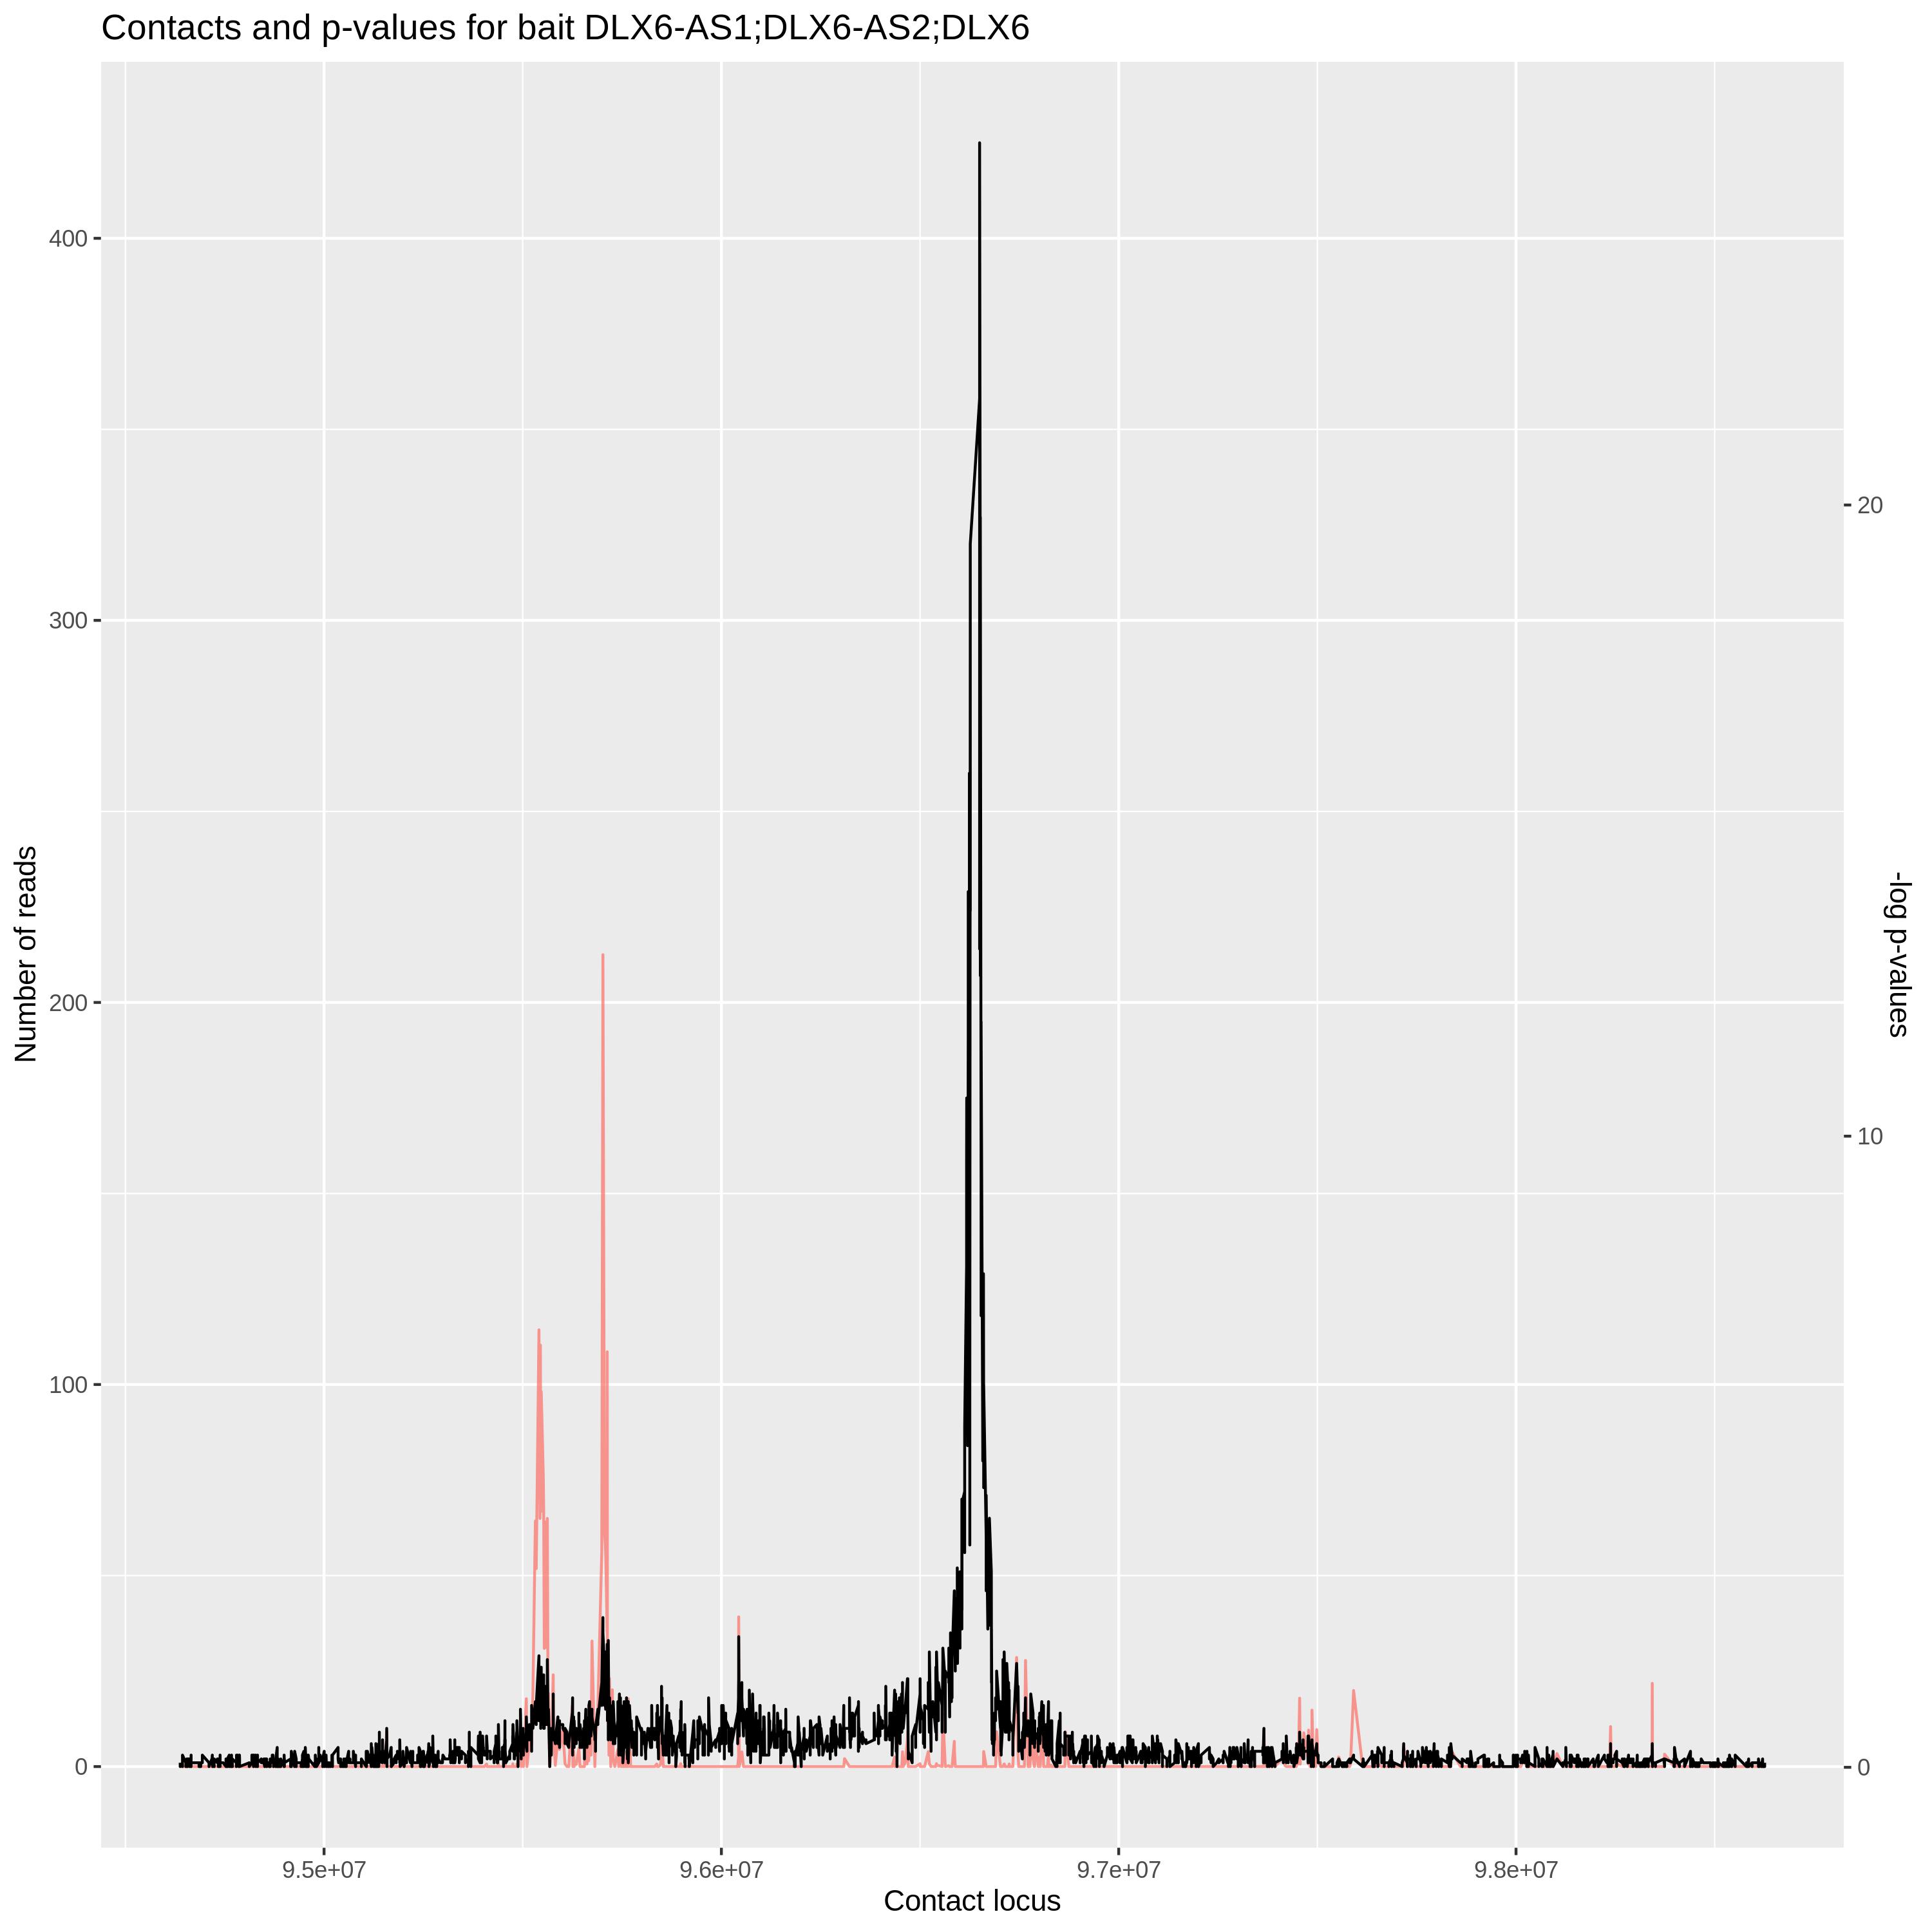 Contacts and p-values for bait DLX6-AS1;DLX6-AS2;DLX6
400
300
200
100
0
Number of reads
20
10
0
-log p-values
9.5e+07 9.6e+07 9.7e+07 9.8e+07
Contact locus